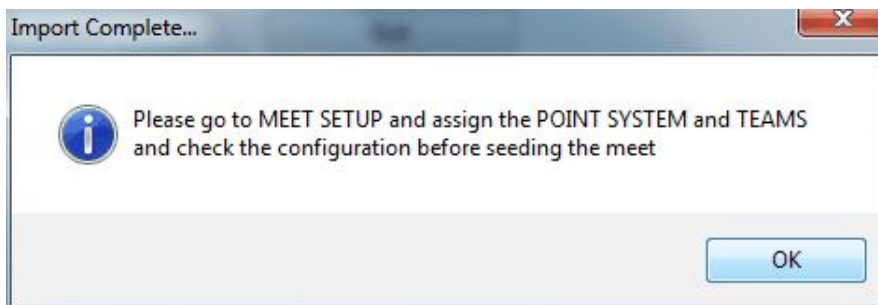 Import Complete...
Please go to MEET SETUP and assign the POINT SYSTEM and TEAMS
and check the configuration before seeding the meet
OK